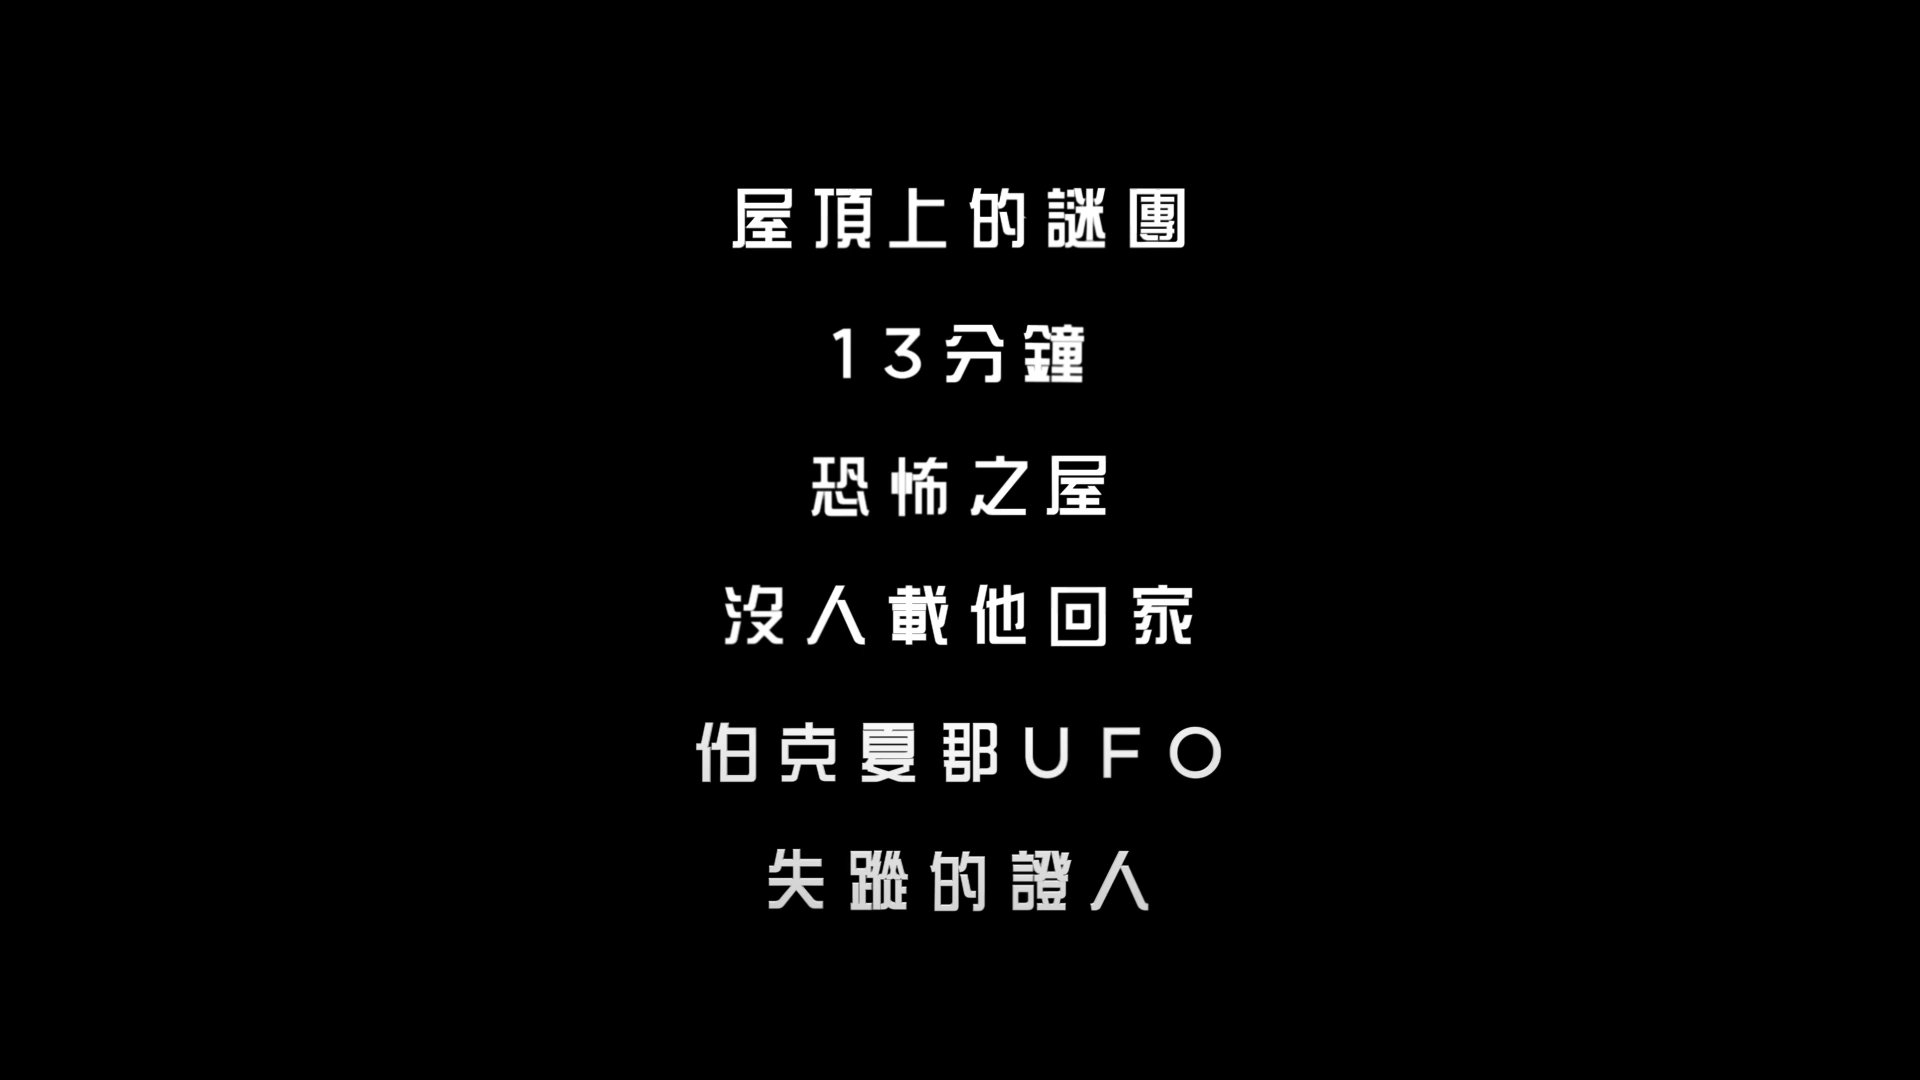 屋頂上的謎團
13分鐘
恐怖之屋
沒人載他回家
伯克夏郡UFO
失蹤的證人